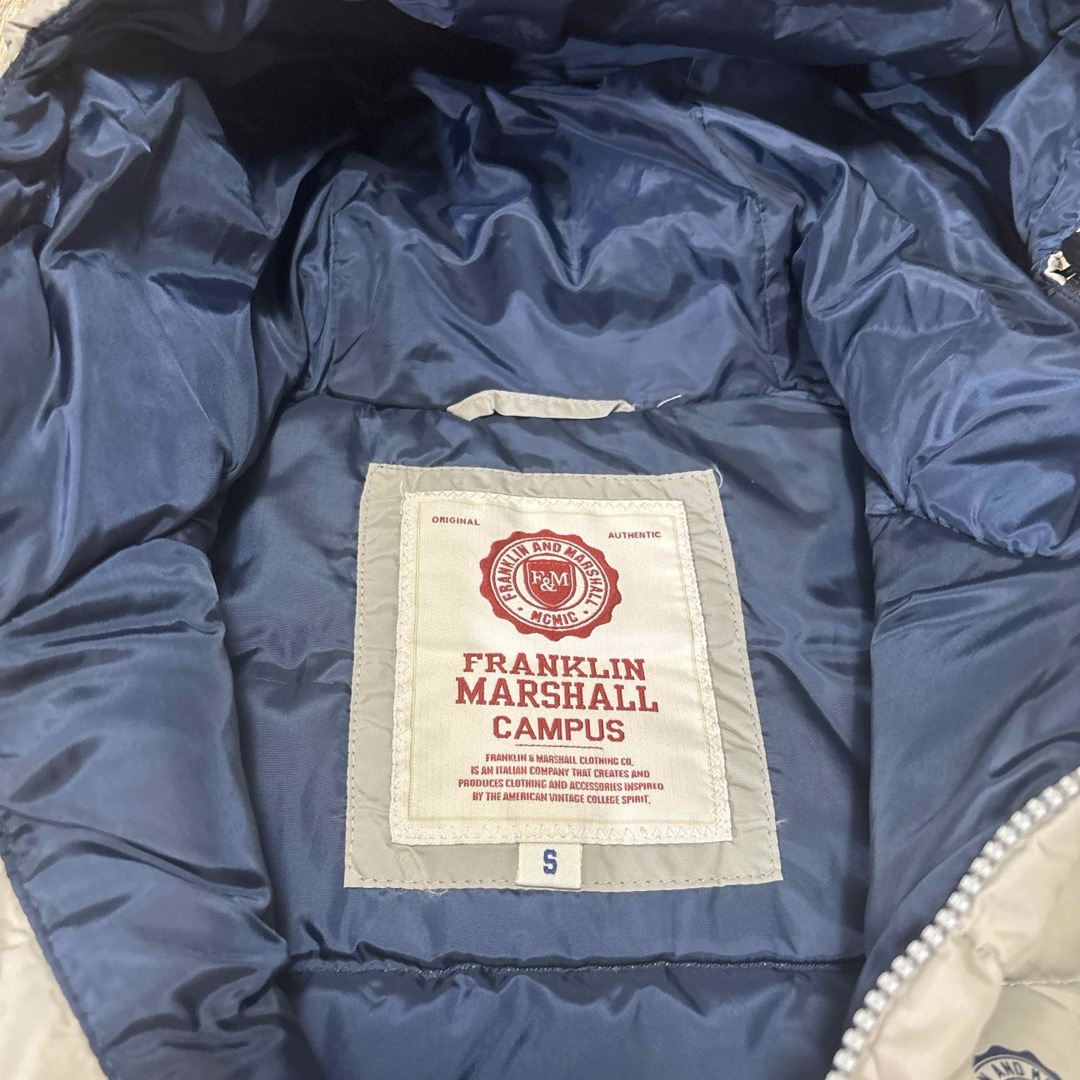 ORIGINAL
AUTHENTIC
FRANKLIN AND MARSHALL
F&M
MCMIC
FRANKLIN
MARSHALL
CAMPUS
FRANKLIN & MARSHALL CLOTHING CO.
IS AN ITALIAN COMPANY THAT CREATES AND
PRODUCES CLOTHING AND ACCESSORIES INSPIRED
BY THE AMERICAN VINTAGE COLLEGE SPIRIT.
S
AND